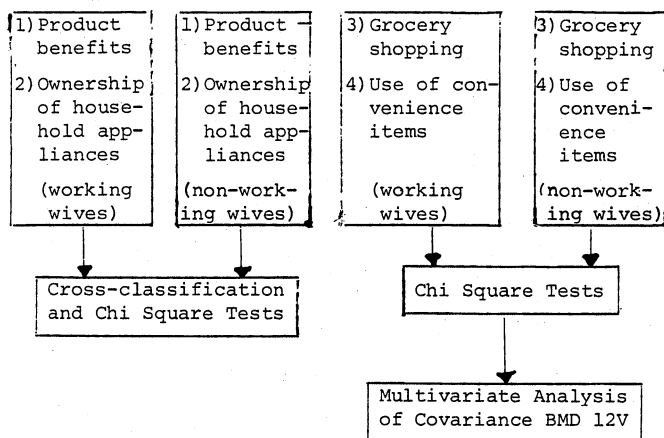 1) Product
benefits
2) Ownership
of house-
hold app-
liances
(working
wives)
1) Product
benefits
2) Ownership
of house-
hold app-
liances
(non-work-
ing wives)
3) Grocery
shopping
4) Use of con-
venience
items
(working
wives)
3) Grocery
shopping
4) Use of
conveni-
ence
items
(non-work-
ing wives)
Cross-classification
and Chi Square Tests
Chi Square Tests
Multivariate Analysis
of Covariance BMD 12V